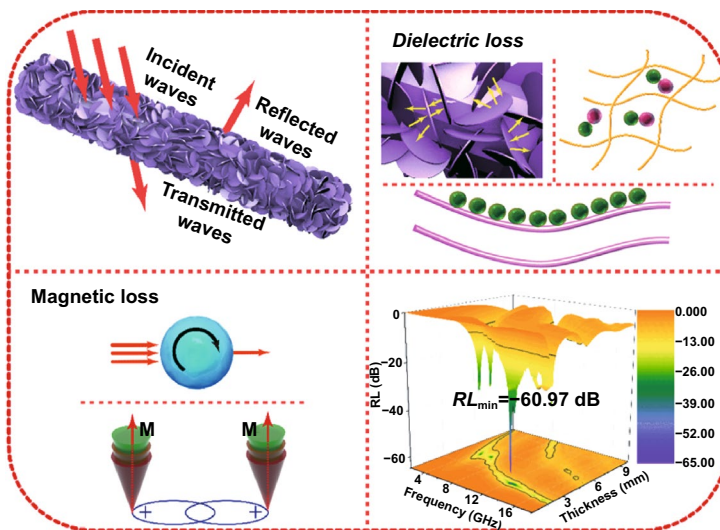 Incident
waves
Reflected
waves
Transmitted
waves
Dielectric loss
Magnetic loss
M
M
+
+
0
−20
−40
−60
RL (dB)
RL min=−60.97 dB
4
8
12
16
Frequency (GHz)
3
6
9
Thickness (mm)
0.000
−13.00
−26.00
−39.00
−52.00
−65.00